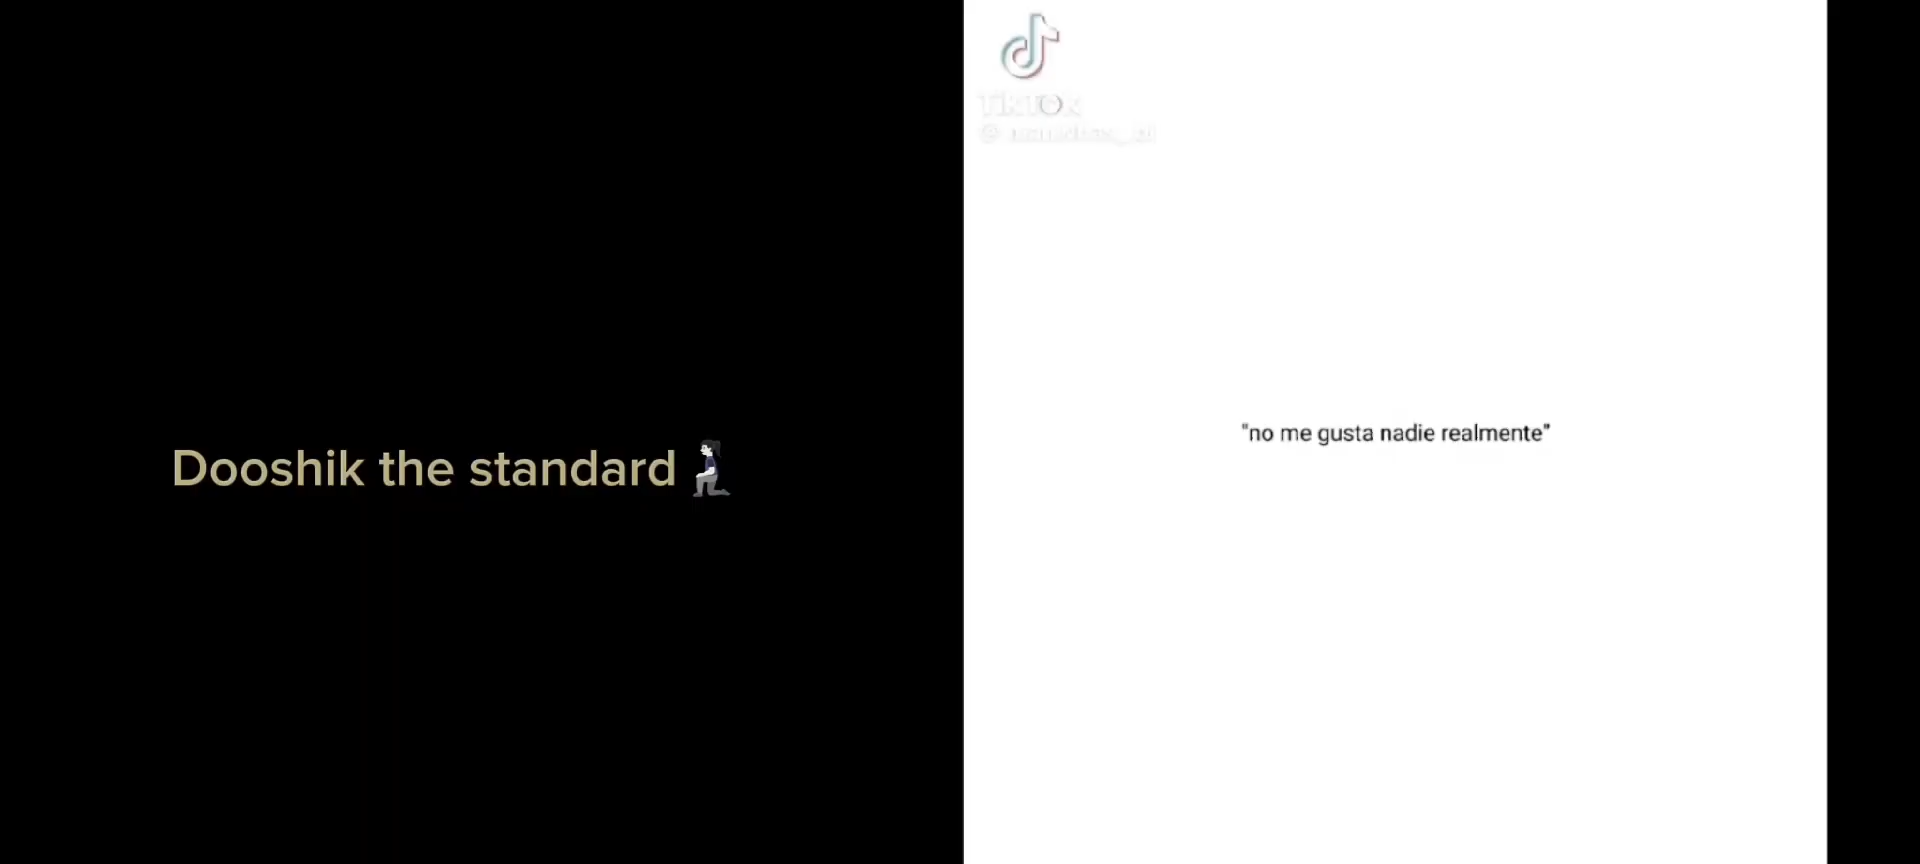 Dooshik the standard
TikTok
"no me gusta nadie realmente"